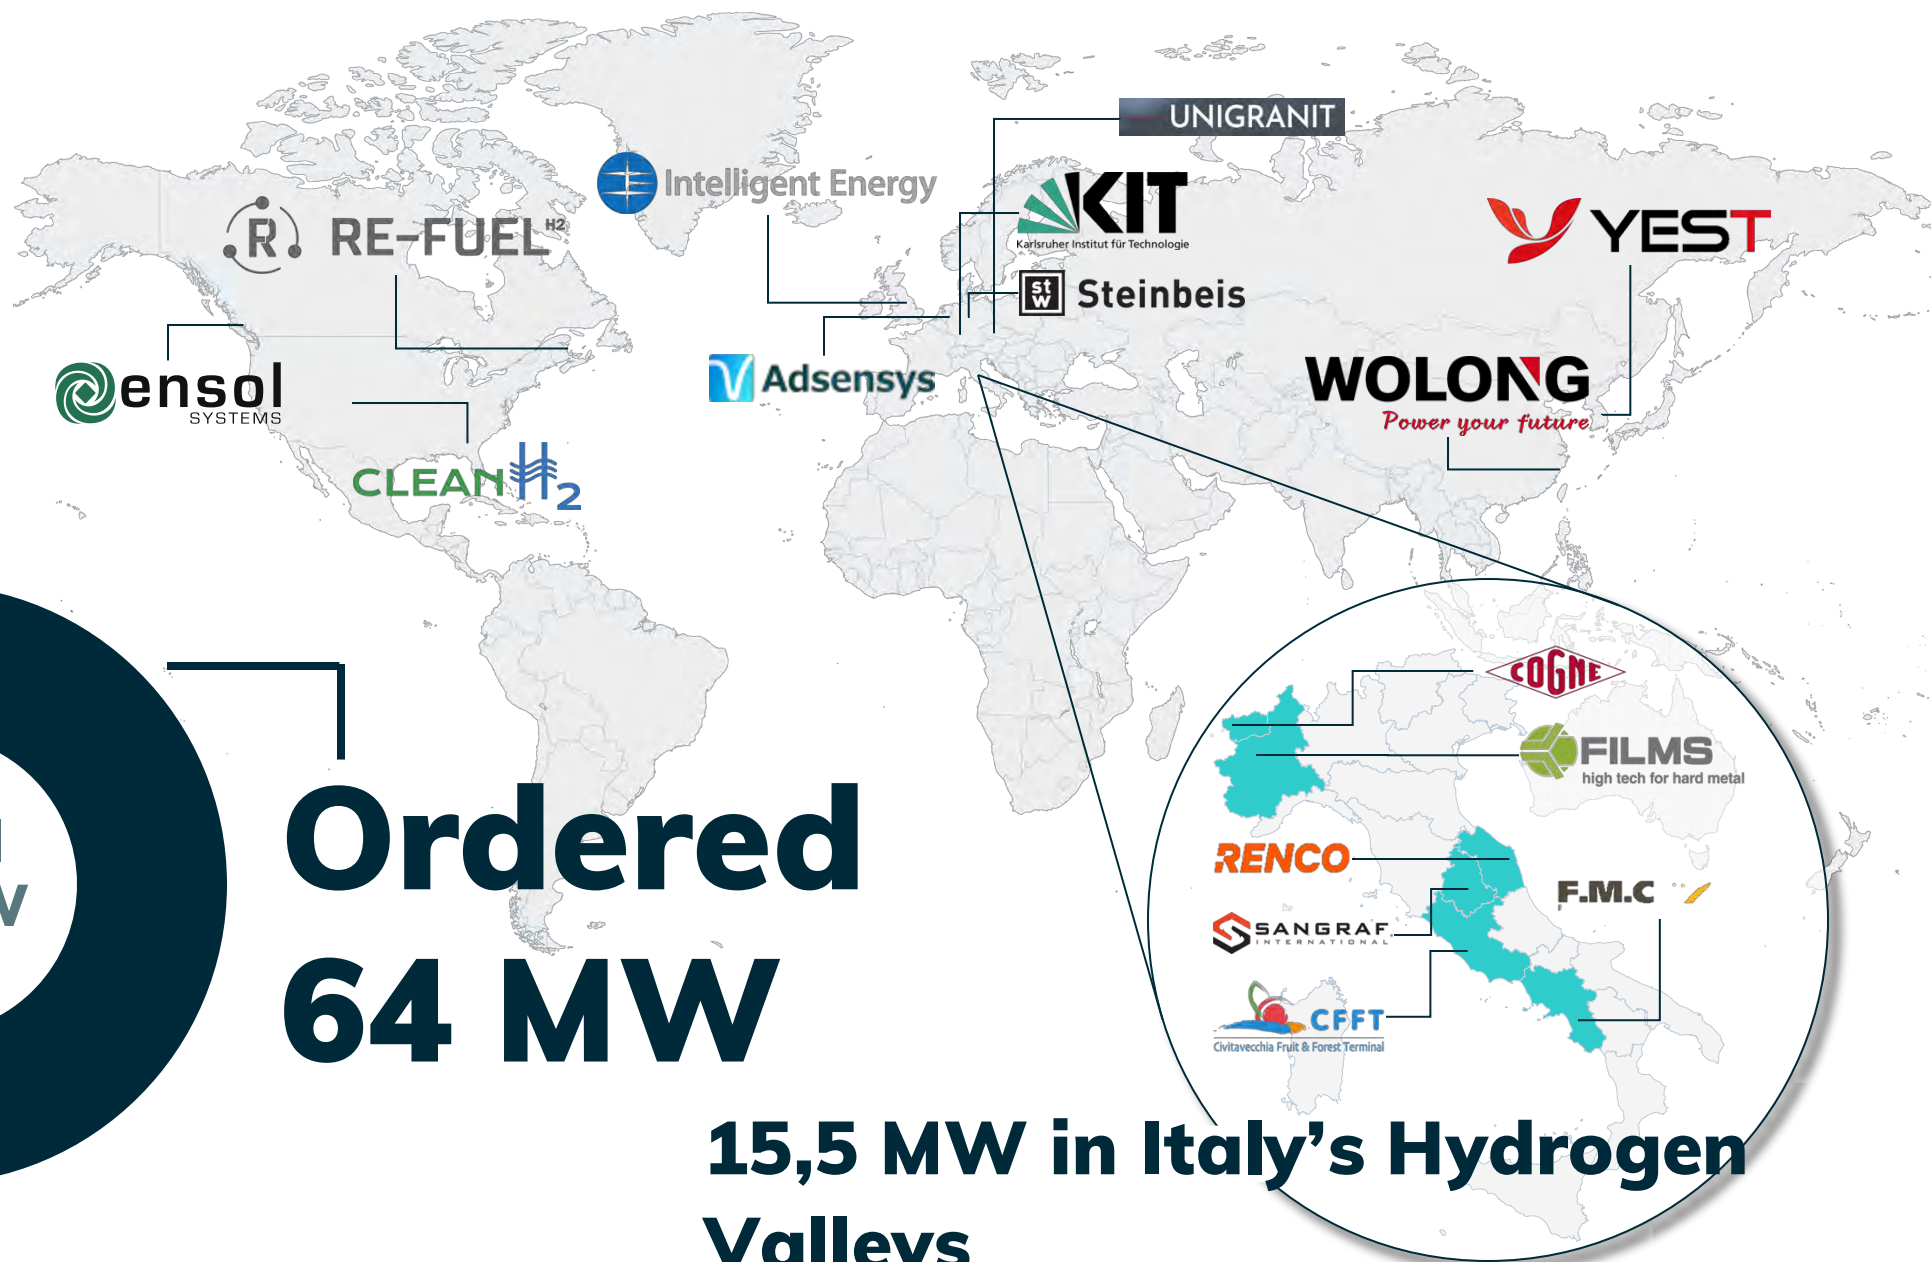 UNIGRANIT
Intelligent Energy
KIT
Karlsruher Institut für Technologie
R RE-FUEL H2
YEST
stw Steinbeis
ensol
SYSTEMS
Adsensys
WOLONG
Power your future
CLEAN H2
COGNE
FILMS
high tech for hard metal
RENCO
F.M.C
SANGRAF
INTERNATIONAL
CFFT
Civitavecchia Fruit & Forest Terminal
Ordered
64 MW
15,5 MW in Italy's Hydrogen
Valleys